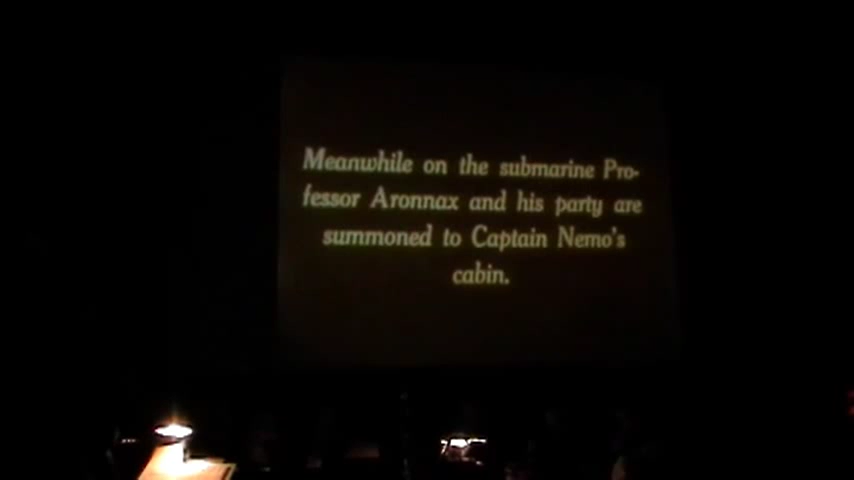 Meanwhile on the submarine Pro-
fessor Aronnax and his party are
summoned to Captain Nemo's
cabin.